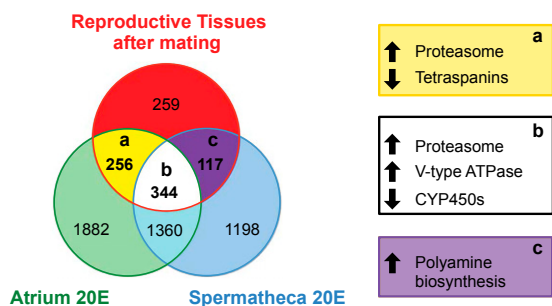 Reproductive Tissues
after mating
259
a
256
c
117
b
344
1882
1360
1198
Atrium 20E
Spermatheca 20E
a
Proteasome
Tetraspanins
b
Proteasome
V-type ATPase
CYP450s
c
Polyamine
biosynthesis